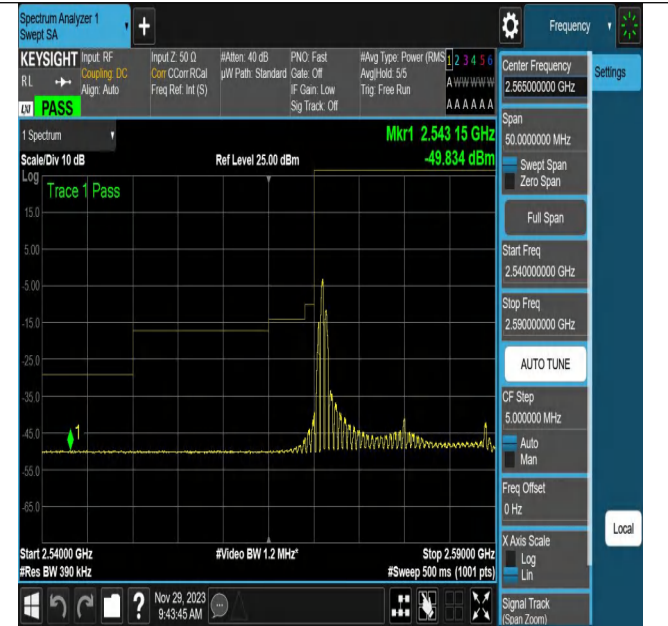 Spectrum Analyzer 1
Swept SA
Frequency
KEYSIGHT
RL
Align: Auto
LXI PASS
Input: RF
Coupling: DC
Input Z: 50 Ω
Corr CCorr RCal
Freq Ref: Int (S)
#Atten: 40 dB
µW Path: Standard
PNO: Fast
Gate: Off
IF Gain: Low
Sig Track: Off
#Avg Type: Power (RMS
Avg|Hold: 5/5
Trig: Free Run
1 2 3 4 5 6
A W W W W W
A A A A A A
1 Spectrum
Scale/Div 10 dB
Ref Level 25.00 dBm
Mkr1 2.543 15 GHz
-49.834 dBm
Log
Trace 1 Pass
15.0
5.00
-5.00
-15.0
-25.0
-35.0
-45.0
1
-55.0
-65.0
Start 2.54000 GHz
#Video BW 1.2 MHz*
Stop 2.59000 GHz
#Res BW 390 kHz
#Sweep 500 ms (1001 pts)
Center Frequency
2.565000000 GHz
Settings
Span
50.0000000 MHz
Swept Span
Zero Span
Full Span
Start Freq
2.540000000 GHz
Stop Freq
2.590000000 GHz
AUTO TUNE
CF Step
5.000000 MHz
Auto
Man
Freq Offset
0 Hz
X Axis Scale
Log
Lin
Local
Signal Track
(Span Zoom)
?
Nov 29, 2023
9:43:45 AM